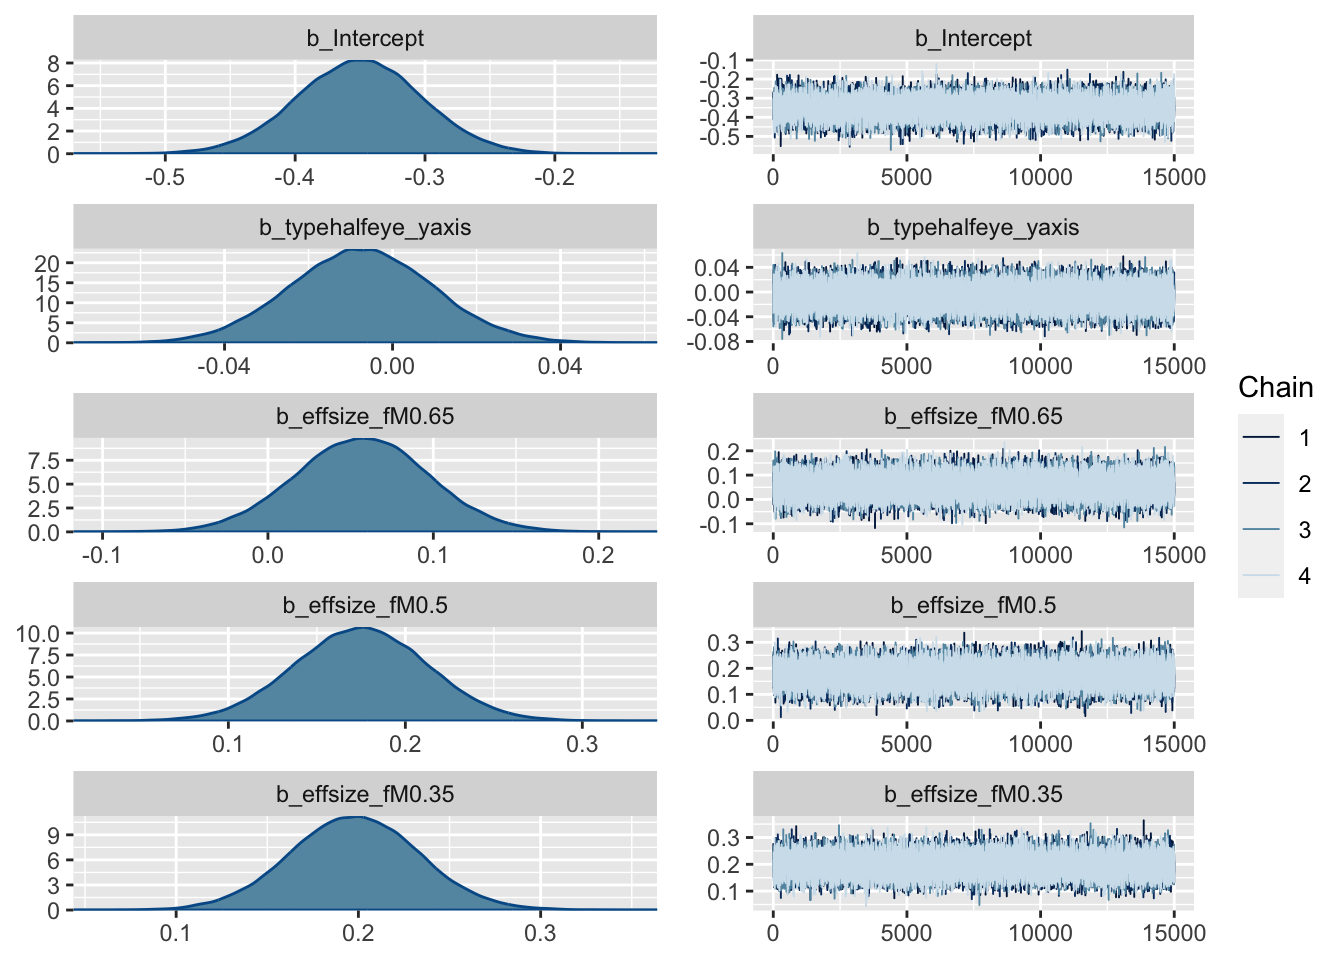 b_Intercept
8
6
4
2
0
-0.5 -0.4 -0.3 -0.2
b_Intercept
-0.1
-0.2
-0.3
-0.4
-0.5
0 5000 10000 15000
b_typehalfeye_yaxis
20
15
10
5
0
-0.04 0.00 0.04
b_typehalfeye_yaxis
0.04
0.00
-0.04
-0.08
0 5000 10000 15000
b_effsize_fM0.65
7.5
5.0
2.5
0.0
-0.1 0.0 0.1 0.2
b_effsize_fM0.65
0.2
0.1
0.0
-0.1
0 5000 10000 15000
b_effsize_fM0.5
10.0
7.5
5.0
2.5
0.0
0.1 0.2 0.3
b_effsize_fM0.5
0.3
0.2
0.1
0.0
0 5000 10000 15000
b_effsize_fM0.35
9
6
3
0
0.1 0.2 0.3
b_effsize_fM0.35
0.3
0.2
0.1
0 5000 10000 15000
Chain
1
2
3
4